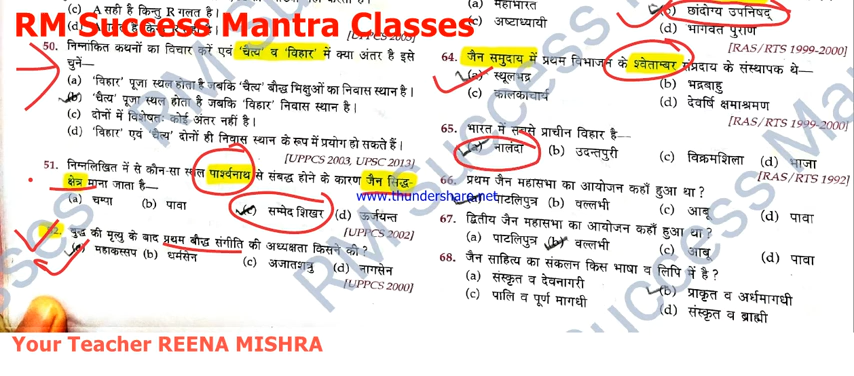 RM Success Mantra Classes
(c) A सही है किन्तु R गलत है।
[UPPCS 2003]
50. निम्नांकित कथनों का विचार करें एवं 'चैत्य' व 'विहार' में क्या अंतर है इसे
चुनें—
(a) 'विहार' पूजा स्थल होता है जबकि 'चैत्य' बौद्ध भिक्षुओं का निवास स्थान है।
(b) 'चैत्य' पूजा स्थल होता है जबकि 'विहार' निवास स्थान है।
(c) दोनों में विशेषतः कोई अंतर नहीं है।
(d) 'विहार' एवं 'चैत्य' दोनों ही निवास स्थान के रूप में प्रयोग हो सकते हैं।
[UPPCS 2003, UPSC 2013]
51. निम्नलिखित में से कौन-सा स्थल पार्श्वनाथ से संबद्ध होने के कारण जैन सिद्ध-
क्षेत्र माना जाता है—
(a) चम्पा (b) पावा (c) सम्मेद शिखर (d) ऊर्जयन्त
[UPPCS 2002]
52. बुद्ध की मृत्यु के बाद प्रथम बौद्ध संगीति की अध्यक्षता किसने की?
(a) महाकस्सप (b) धर्मसेन (c) अजातशत्रु (d) नागसेन
[UPPCS 2000]
(a) महाभारत (b) छांदोग्य उपनिषद्
(c) अष्टाध्यायी (d) भागवत पुराण
[RAS/RTS 1999-2000]
64. जैन समुदाय में प्रथम विभाजन के श्वेताम्बर संप्रदाय के संस्थापक थे—
(a) स्थूलभद्र (b) भद्रबाहु
(c) कालकाचार्य (d) देवर्षि क्षमाश्रमण
[RAS/RTS 1999-2000]
65. भारत में सबसे प्राचीन विहार है—
(a) नालंदा (b) उदन्तपुरी (c) विक्रमशिला (d) भाजा
[RAS/RTS 1992]
66. प्रथम जैन महासभा का आयोजन कहाँ हुआ था?
(a) पाटलिपुत्र (b) वल्लभी (c) आबू (d) पावा
67. द्वितीय जैन महासभा का आयोजन कहाँ हुआ था?
(a) पाटलिपुत्र (b) वल्लभी (c) आबू (d) पावा
68. जैन साहित्य का संकलन किस भाषा व लिपि में है?
(a) संस्कृत व देवनागरी (b) प्राकृत व अर्धमागधी
(c) पालि व पूर्ण मागधी (d) संस्कृत व ब्राह्मी
www.thundershare.net
Your Teacher REENA MISHRA